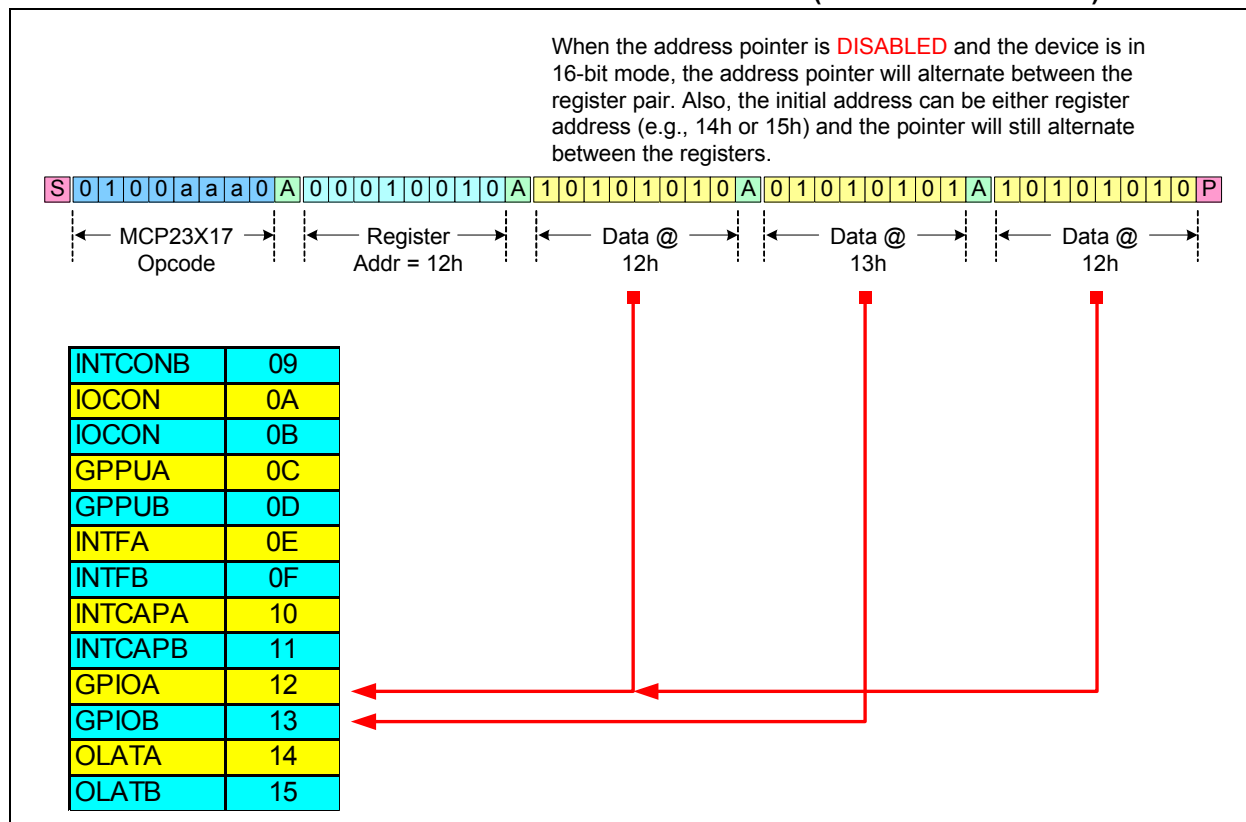 When the address pointer is DISABLED and the device is in
16-bit mode, the address pointer will alternate between the
register pair. Also, the initial address can be either register
address (e.g., 14h or 15h) and the pointer will still alternate
between the registers.
S 0 1 0 0 a a a 0 A 0 0 0 1 0 0 1 0 A 1 0 1 0 1 0 1 0 A 0 1 0 1 0 1 0 1 A 1 0 1 0 1 0 1 0 P
MCP23X17 Register Data @ Data @ Data @
Opcode Addr = 12h 12h 13h 12h
INTCONB 09
IOCON 0A
IOCON 0B
GPPUA 0C
GPPUB 0D
INTFA 0E
INTFB 0F
INTCAPA 10
INTCAPB 11
GPIOA 12
GPIOB 13
OLATA 14
OLATB 15